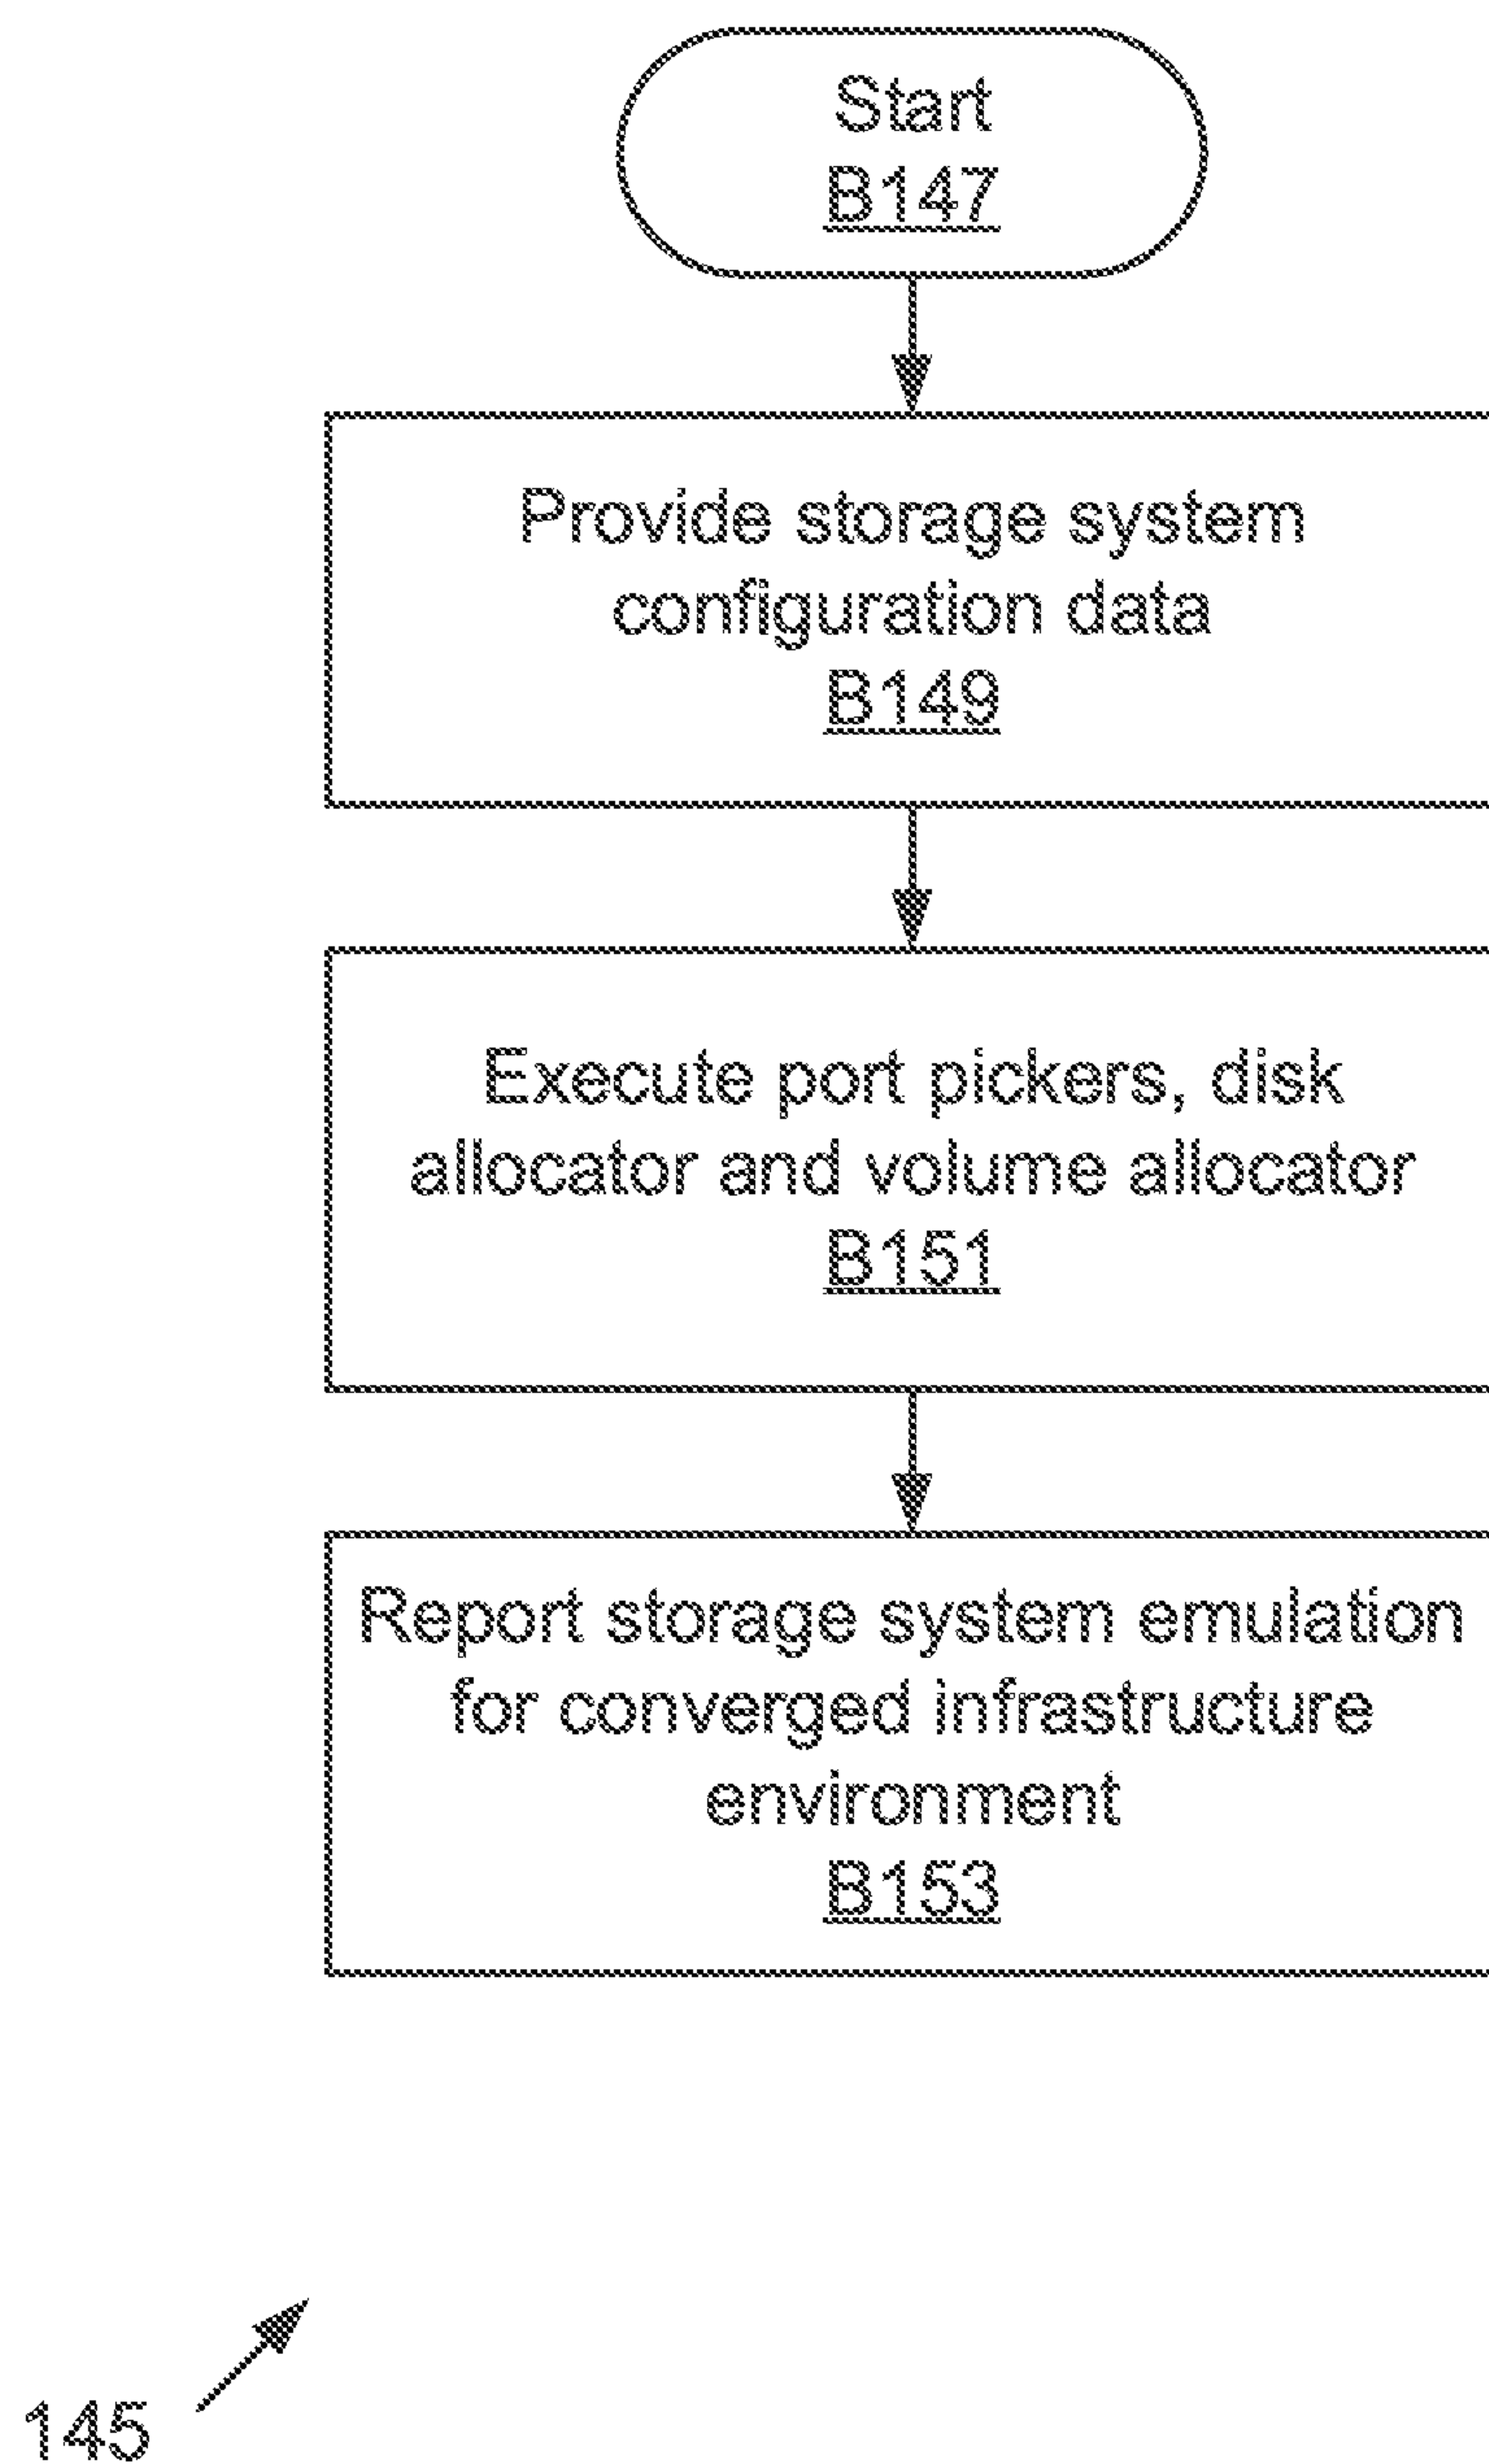 Start
B147
Provide storage system
configuration data
B149
Execute port pickers, disk
allocator and volume allocator
B151
Report storage system emulation
for converged infrastructure
environment
B153
145